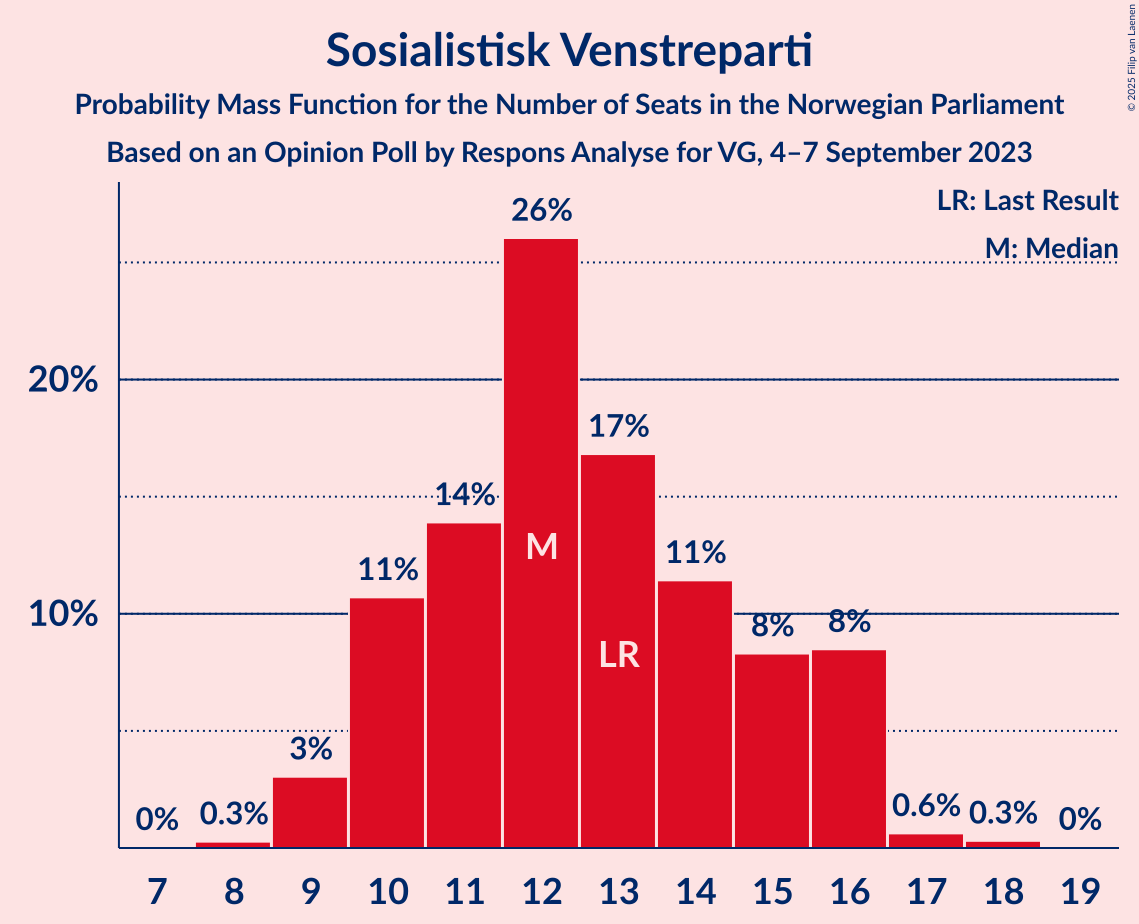 Sosialistisk Venstreparti
Probability Mass Function for the Number of Seats in the Norwegian Parliament
Based on an Opinion Poll by Respons Analyse for VG, 4–7 September 2023
© 2025 Filip van Laenen
LR: Last Result
M: Median
26%
20%
17%
14%
M
11%
11%
10%
8%
8%
LR
3%
0%
0.3%
0.6%
0.3%
0%
7 8 9 10 11 12 13 14 15 16 17 18 19